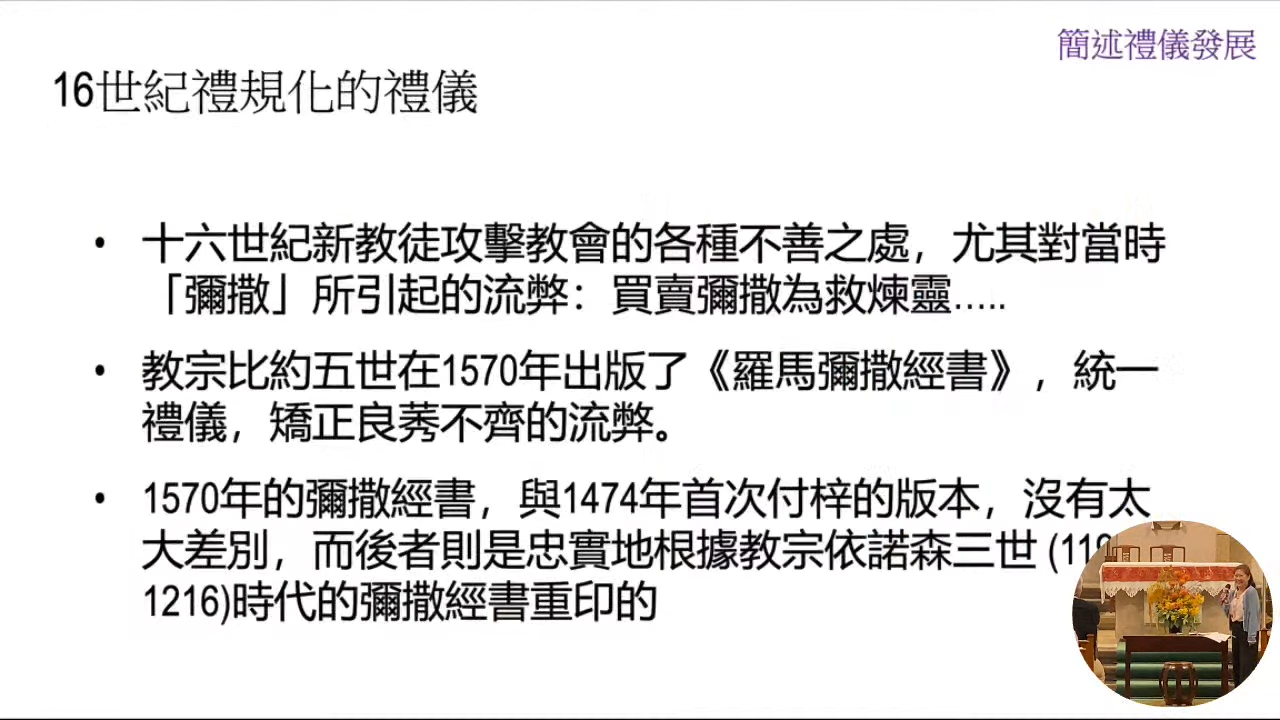 簡述禮儀發展
16世紀禮規化的禮儀
• 十六世紀新教徒攻擊教會的各種不善之處，尤其對當時
「彌撒」所引起的流弊：買賣彌撒為救煉靈…..
• 教宗比約五世在1570年出版了《羅馬彌撒經書》，統一
禮儀，矯正良莠不齊的流弊。
• 1570年的彌撒經書，與1474年首次付梓的版本，沒有太
大差別，而後者則是忠實地根據教宗依諾森三世 (119
1216)時代的彌撒經書重印的